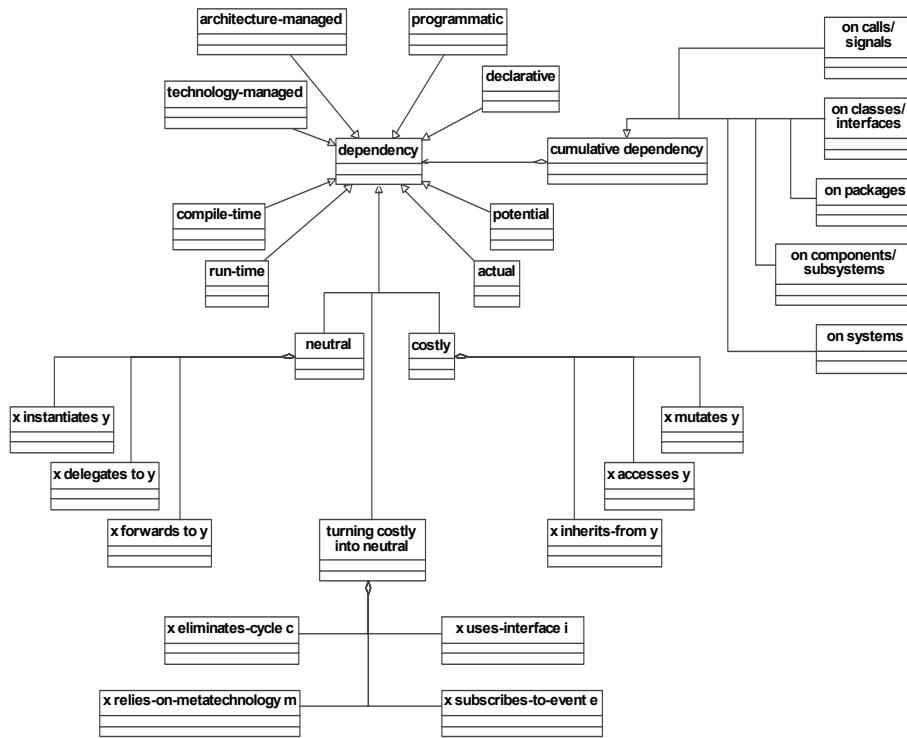 architecture-managed
programmatic
on calls/
signals
technology-managed
declarative
on classes/
interfaces
dependency
cumulative dependency
on packages
compile-time
potential
on components/
subsystems
run-time
actual
on systems
neutral
costly
x instantiates y
x mutates y
x delegates to y
x accesses y
x forwards to y
turning costly
into neutral
x inherits-from y
x eliminates-cycle c
x uses-interface i
x relies-on-metatechnology m
x subscribes-to-event e